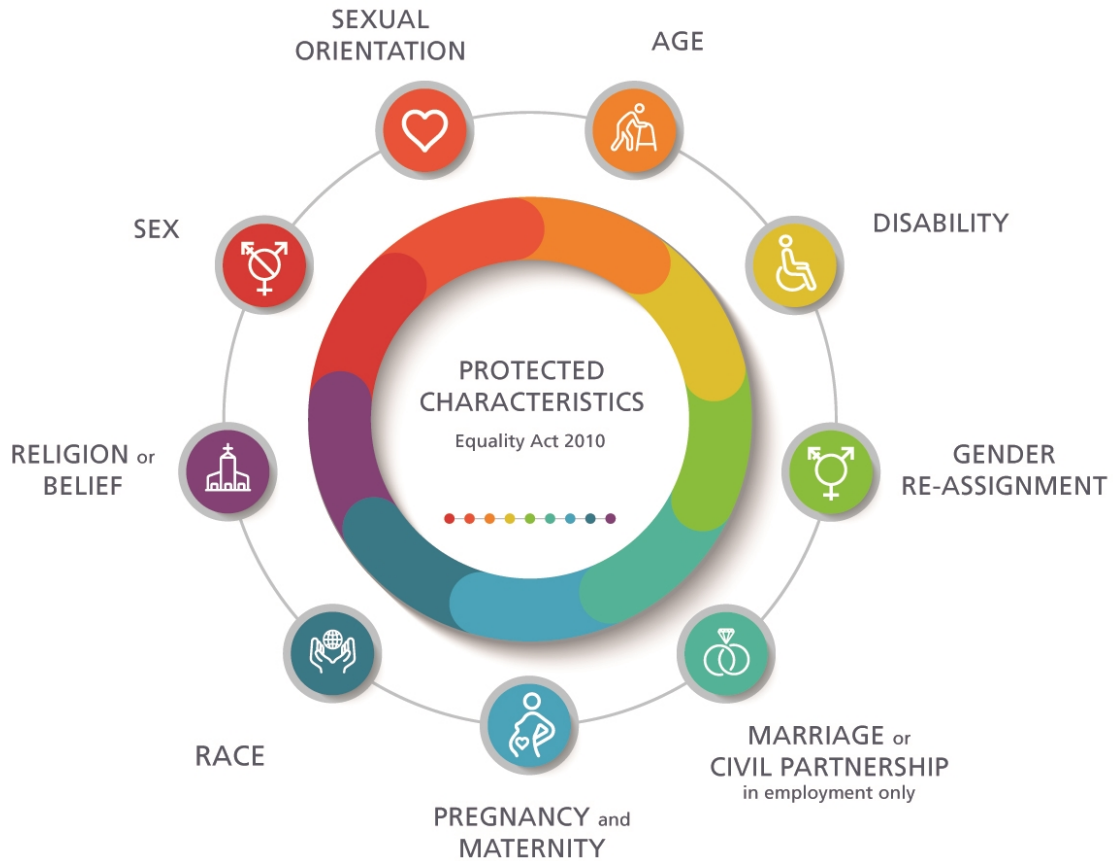 SEXUAL
ORIENTATION
AGE
SEX
DISABILITY
PROTECTED
CHARACTERISTICS
Equality Act 2010
RELIGION or
BELIEF
GENDER
RE-ASSIGNMENT
RACE
MARRIAGE or
CIVIL PARTNERSHIP
in employment only
PREGNANCY and
MATERNITY